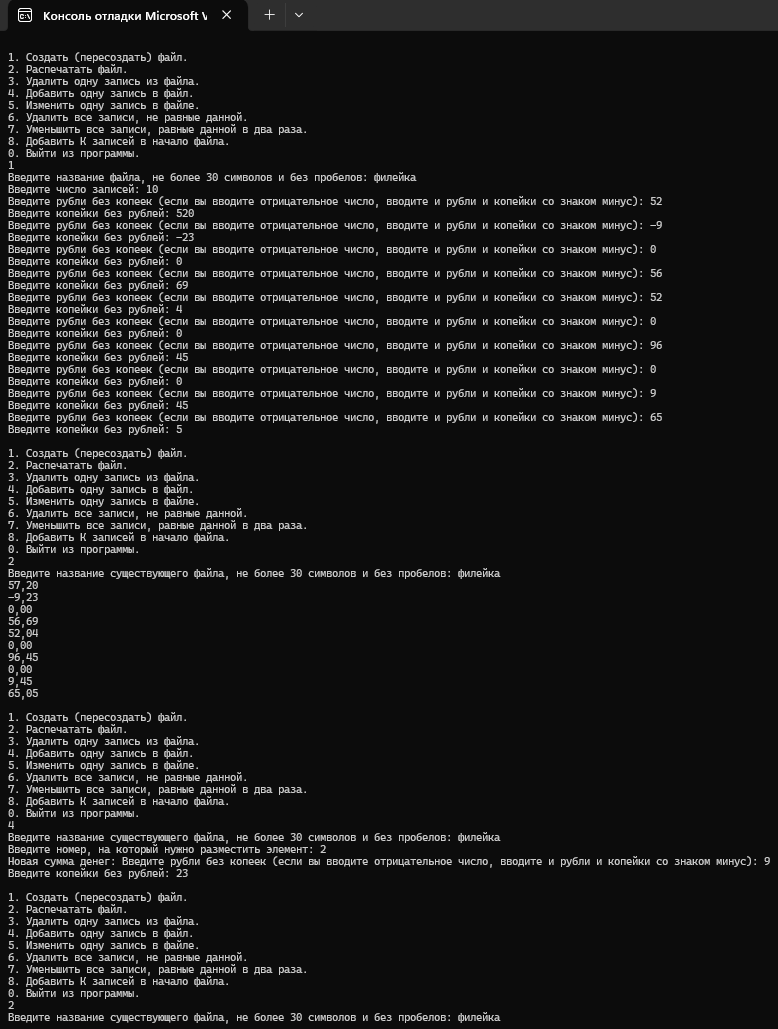 Консоль отладки Microsoft V
1. Создать (пересоздать) файл.
2. Распечатать файл.
3. Удалить одну запись из файла.
4. Добавить одну запись в файл.
5. Изменить одну запись в файле.
6. Удалить все записи, не равные данной.
7. Уменьшить все записи, равные данной в два раза.
8. Добавить К записей в начало файла.
0. Выйти из программы.
1
Введите название файла, не более 30 символов и без пробелов: филейка
Введите число записей: 10
Введите рубли без копеек (если вы вводите отрицательное число, вводите и рубли и копейки со знаком минус): 52
Введите копейки без рублей: 520
Введите рубли без копеек (если вы вводите отрицательное число, вводите и рубли и копейки со знаком минус): -9
Введите копейки без рублей: -23
Введите рубли без копеек (если вы вводите отрицательное число, вводите и рубли и копейки со знаком минус): 0
Введите копейки без рублей: 0
Введите рубли без копеек (если вы вводите отрицательное число, вводите и рубли и копейки со знаком минус): 56
Введите копейки без рублей: 69
Введите рубли без копеек (если вы вводите отрицательное число, вводите и рубли и копейки со знаком минус): 52
Введите копейки без рублей: 4
Введите рубли без копеек (если вы вводите отрицательное число, вводите и рубли и копейки со знаком минус): 0
Введите копейки без рублей: 0
Введите рубли без копеек (если вы вводите отрицательное число, вводите и рубли и копейки со знаком минус): 96
Введите копейки без рублей: 45
Введите рубли без копеек (если вы вводите отрицательное число, вводите и рубли и копейки со знаком минус): 0
Введите копейки без рублей: 0
Введите рубли без копеек (если вы вводите отрицательное число, вводите и рубли и копейки со знаком минус): 9
Введите копейки без рублей: 45
Введите рубли без копеек (если вы вводите отрицательное число, вводите и рубли и копейки со знаком минус): 65
Введите копейки без рублей: 5
1. Создать (пересоздать) файл.
2. Распечатать файл.
3. Удалить одну запись из файла.
4. Добавить одну запись в файл.
5. Изменить одну запись в файле.
6. Удалить все записи, не равные данной.
7. Уменьшить все записи, равные данной в два раза.
8. Добавить К записей в начало файла.
0. Выйти из программы.
2
Введите название существующего файла, не более 30 символов и без пробелов: филейка
57,20
-9,23
0,00
56,69
52,04
0,00
96,45
0,00
9,45
65,05
1. Создать (пересоздать) файл.
2. Распечатать файл.
3. Удалить одну запись из файла.
4. Добавить одну запись в файл.
5. Изменить одну запись в файле.
6. Удалить все записи, не равные данной.
7. Уменьшить все записи, равные данной в два раза.
8. Добавить К записей в начало файла.
0. Выйти из программы.
4
Введите название существующего файла, не более 30 символов и без пробелов: филейка
Введите номер, на который нужно разместить элемент: 2
Новая сумма денег: Введите рубли без копеек (если вы вводите отрицательное число, вводите и рубли и копейки со знаком минус): 9
Введите копейки без рублей: 23
1. Создать (пересоздать) файл.
2. Распечатать файл.
3. Удалить одну запись из файла.
4. Добавить одну запись в файл.
5. Изменить одну запись в файле.
6. Удалить все записи, не равные данной.
7. Уменьшить все записи, равные данной в два раза.
8. Добавить К записей в начало файла.
0. Выйти из программы.
2
Введите название существующего файла, не более 30 символов и без пробелов: филейка